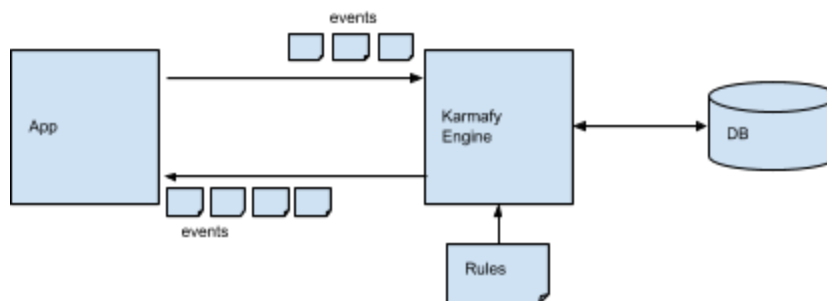 events
App
Karmafy
Engine
DB
events
Rules